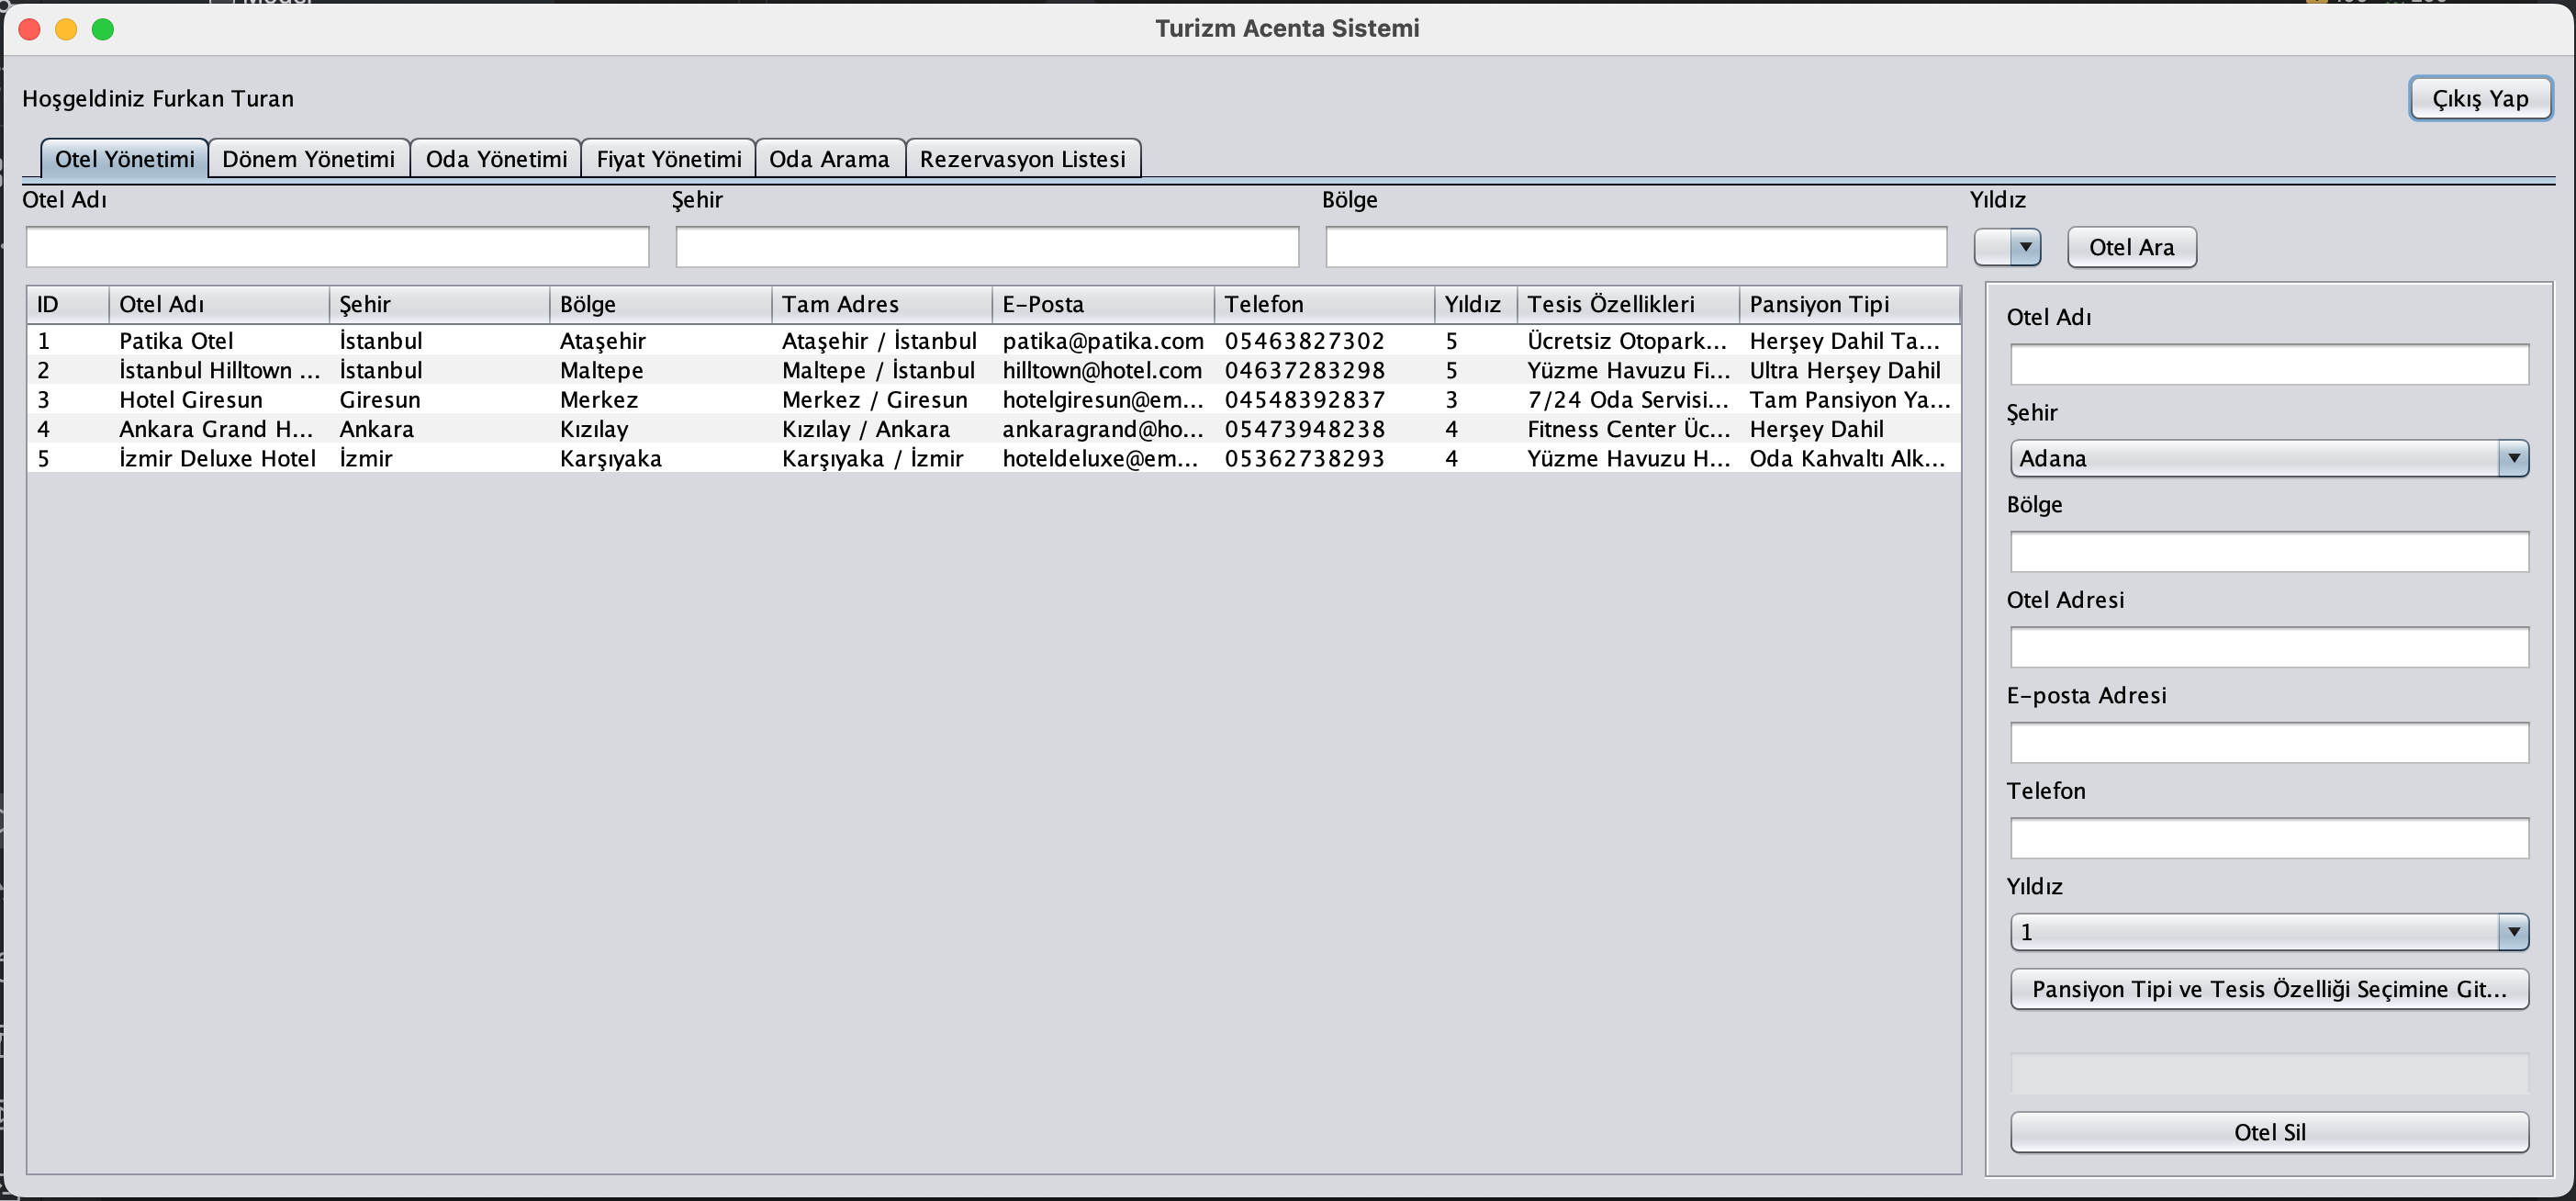 Turizm Acenta Sistemi
Hoşgeldiniz Furkan Turan
Çıkış Yap
Otel Yönetimi Dönem Yönetimi Oda Yönetimi Fiyat Yönetimi Oda Arama Rezervasyon Listesi
Otel Adı Şehir Bölge Yıldız
Otel Ara
ID Otel Adı Şehir Bölge Tam Adres E-Posta Telefon Yıldız Tesis Özellikleri Pansiyon Tipi
1 Patika Otel İstanbul Ataşehir Ataşehir / İstanbul patika@patika.com 05463827302 5 Ücretsiz Otopark... Herşey Dahil Ta...
2 İstanbul Hilltown ... İstanbul Maltepe Maltepe / İstanbul hilltown@hotel.com 04637283298 5 Yüzme Havuzu Fi... Ultra Herşey Dahil
3 Hotel Giresun Giresun Merkez Merkez / Giresun hotelgiresun@em... 04548392837 3 7/24 Oda Servisi... Tam Pansiyon Ya...
4 Ankara Grand H... Ankara Kızılay Kızılay / Ankara ankaragrand@ho... 05473948238 4 Fitness Center Üc... Herşey Dahil
5 İzmir Deluxe Hotel İzmir Karşıyaka Karşıyaka / İzmir hoteldeluxe@em... 05362738293 4 Yüzme Havuzu H... Oda Kahvaltı Alk...
Otel Adı
Şehir
Adana
Bölge
Otel Adresi
E-posta Adresi
Telefon
Yıldız
1
Pansiyon Tipi ve Tesis Özelliği Seçimine Git...
Otel Sil